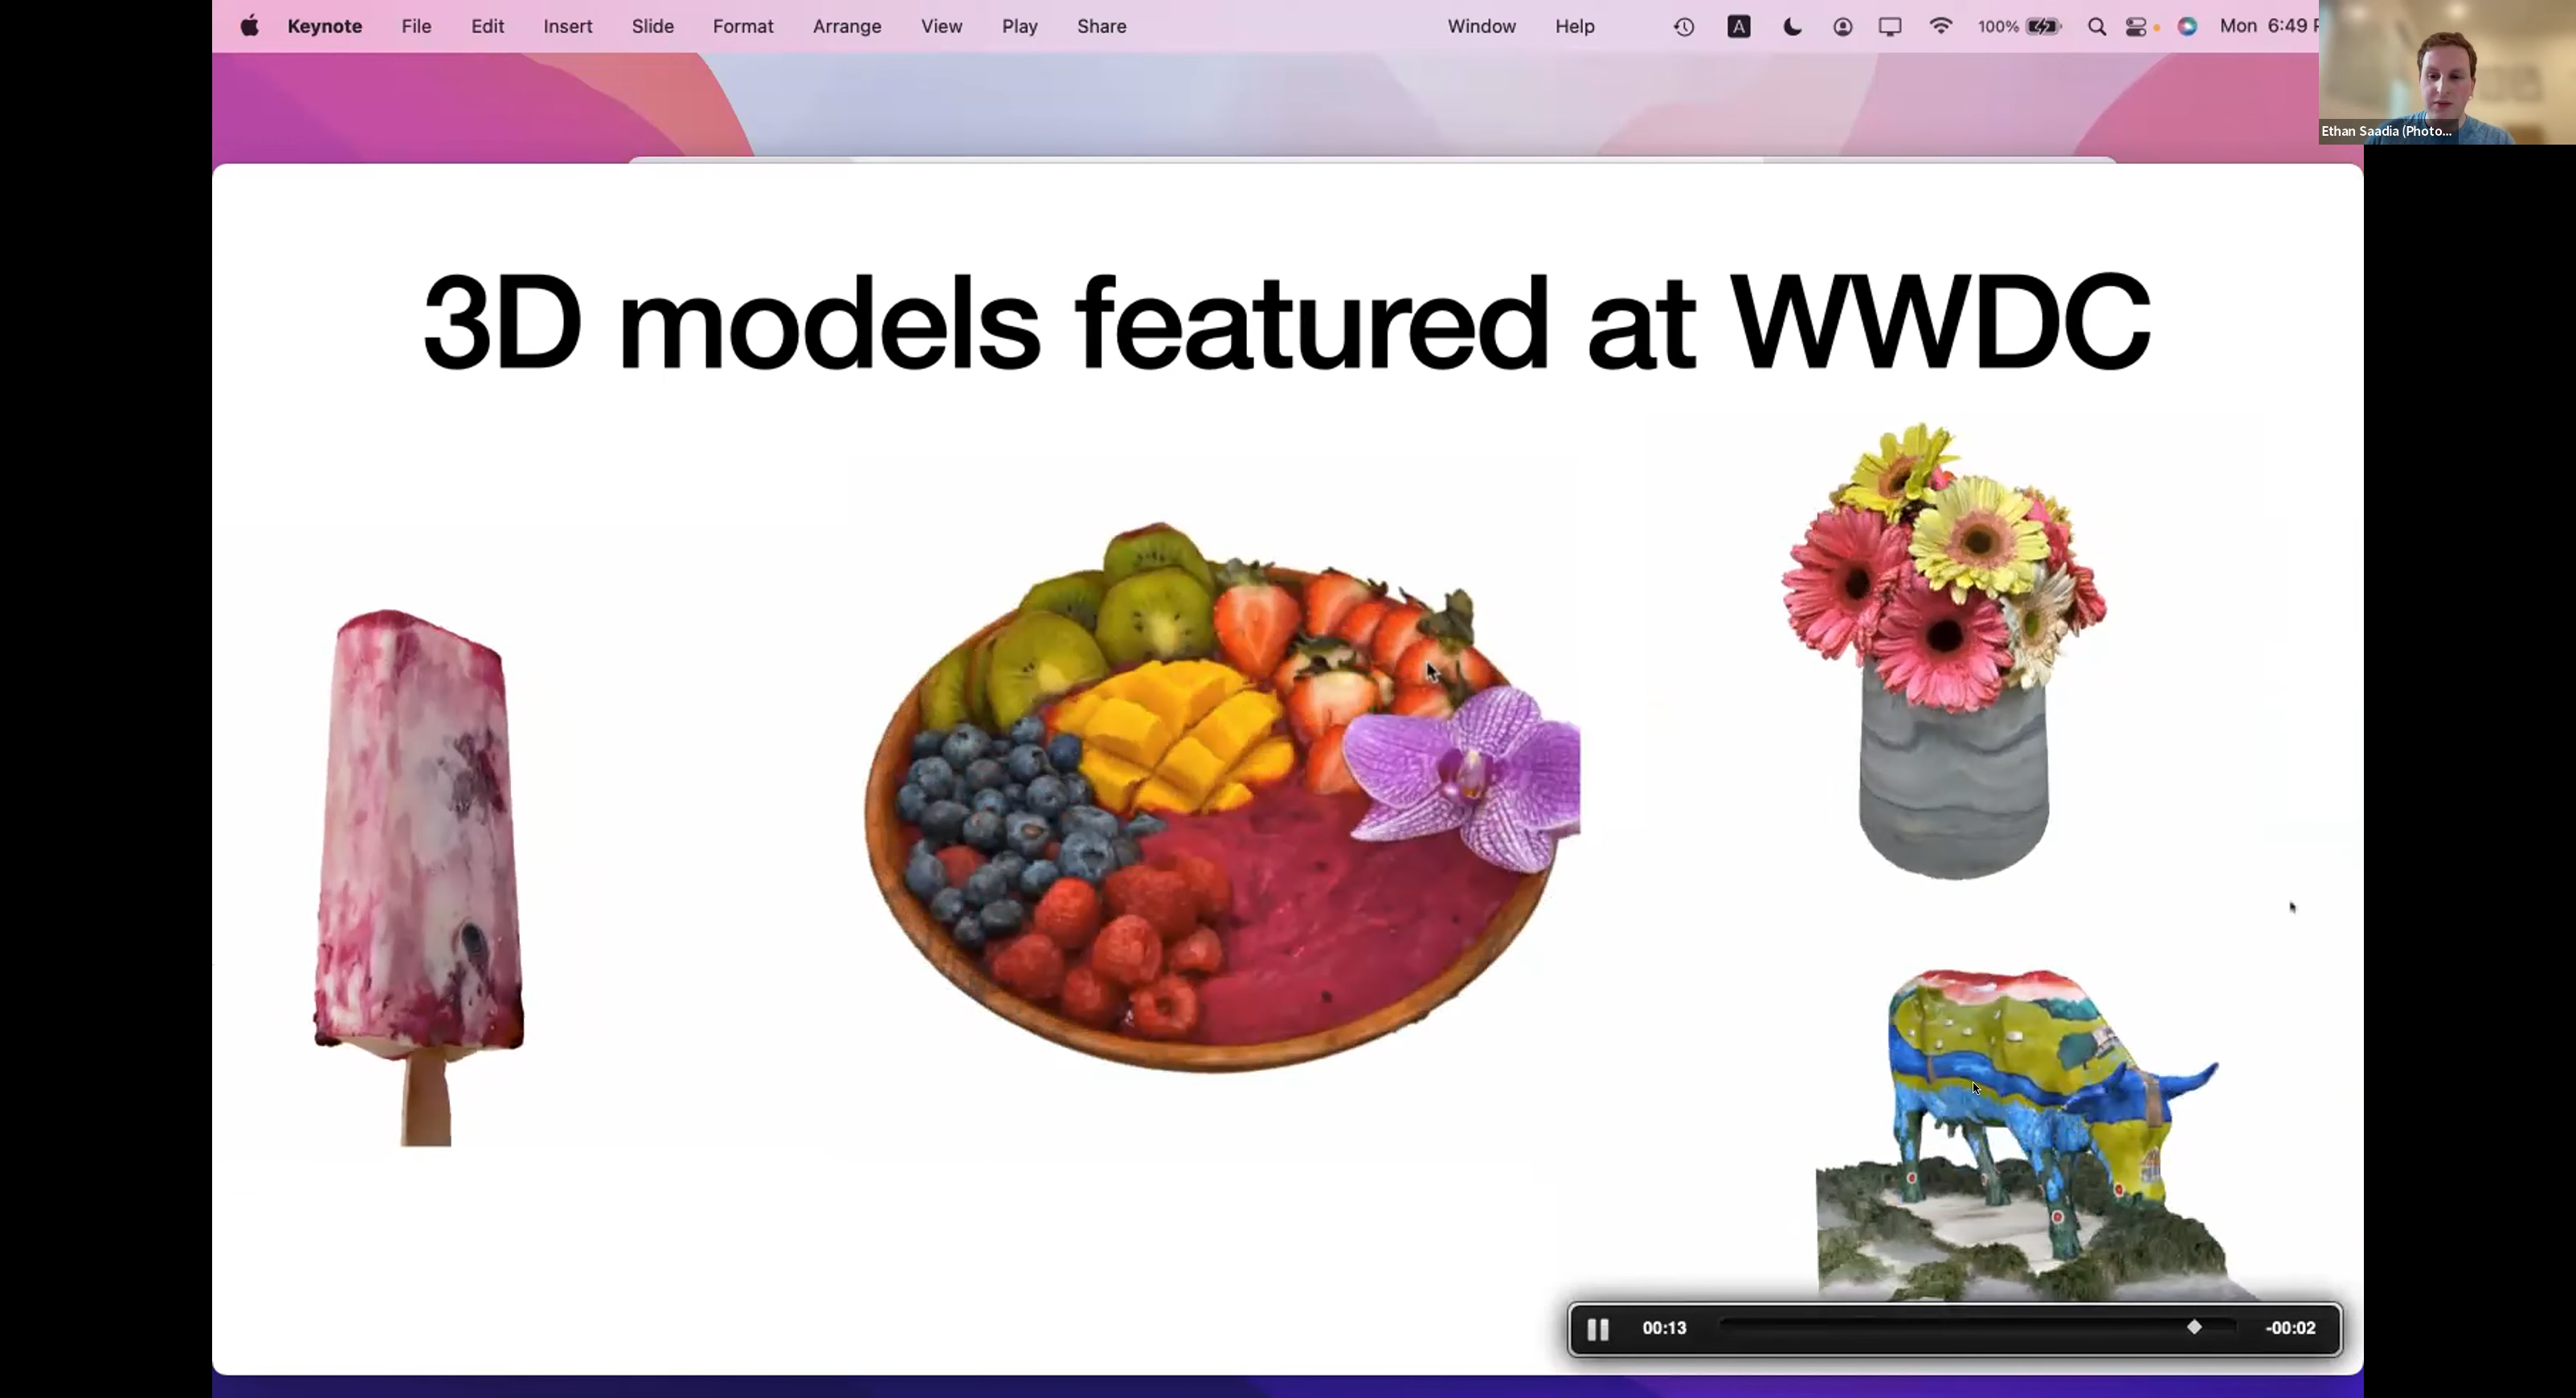 Keynote File Edit Insert Slide Format Arrange View Play Share Window Help A 100% Mon 6:49
Ethan Saadia (Photo...
3D models featured at WWDC
00:13 -00:02